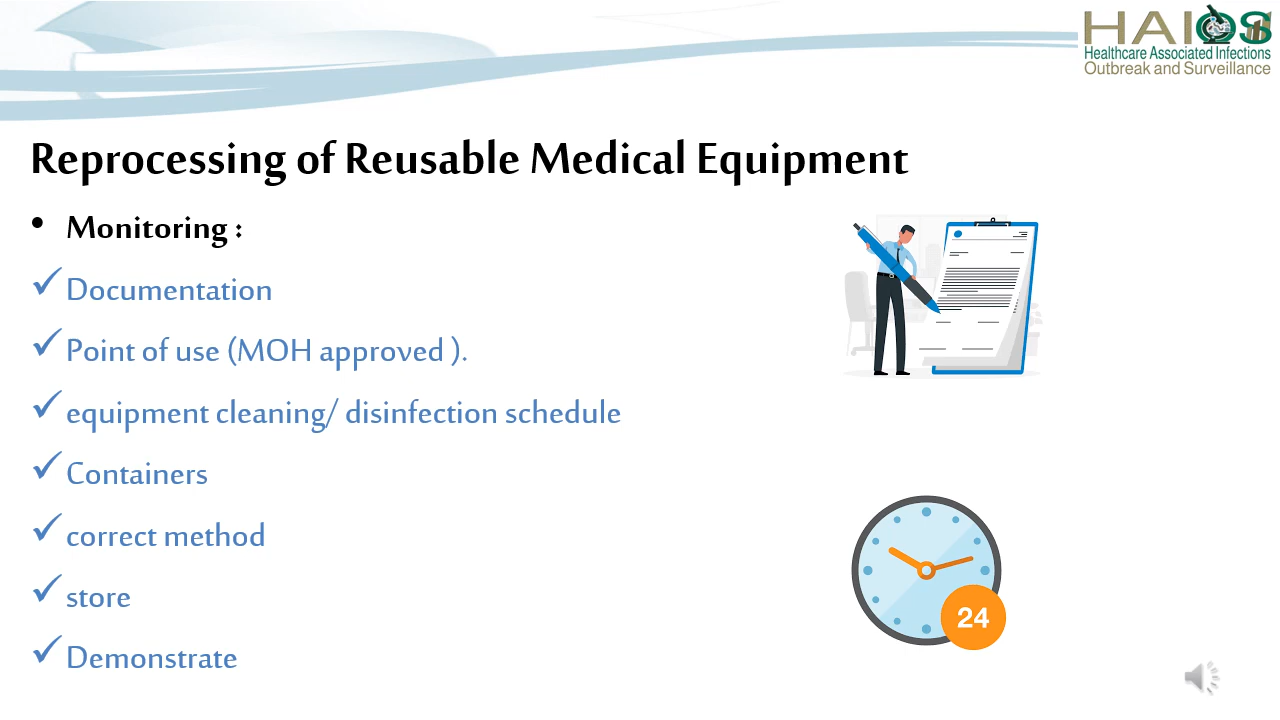 HAIOS
Healthcare Associated Infections
Outbreak and Surveillance
Reprocessing of Reusable Medical Equipment
• Monitoring :
✓ Documentation
✓ Point of use (MOH approved ).
✓ equipment cleaning/ disinfection schedule
✓ Containers
✓ correct method
✓ store
✓ Demonstrate
24